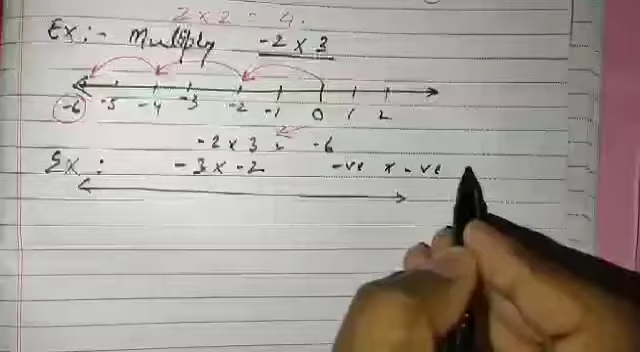 2 x 2 = 4.
Ex:- Multiply -2 x 3
-6 -5 -4 -3 -2 -1 0 1 2
-2 x 3 = -6
Ex: -3 x -2 -ve x -ve